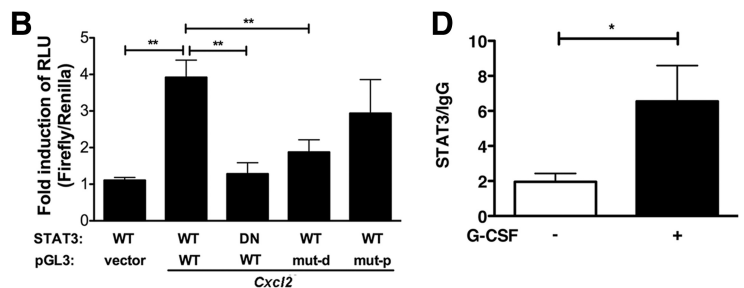 B
Fold induction of RLU
(Firefly/Renilla)
5
4
3
2
1
0
**
**
**
STAT3: WT WT DN WT WT
pGL3: vector WT WT mut-d mut-p
Cxcl2
D
STAT3/IgG
10
8
6
4
2
0
*
G-CSF - +